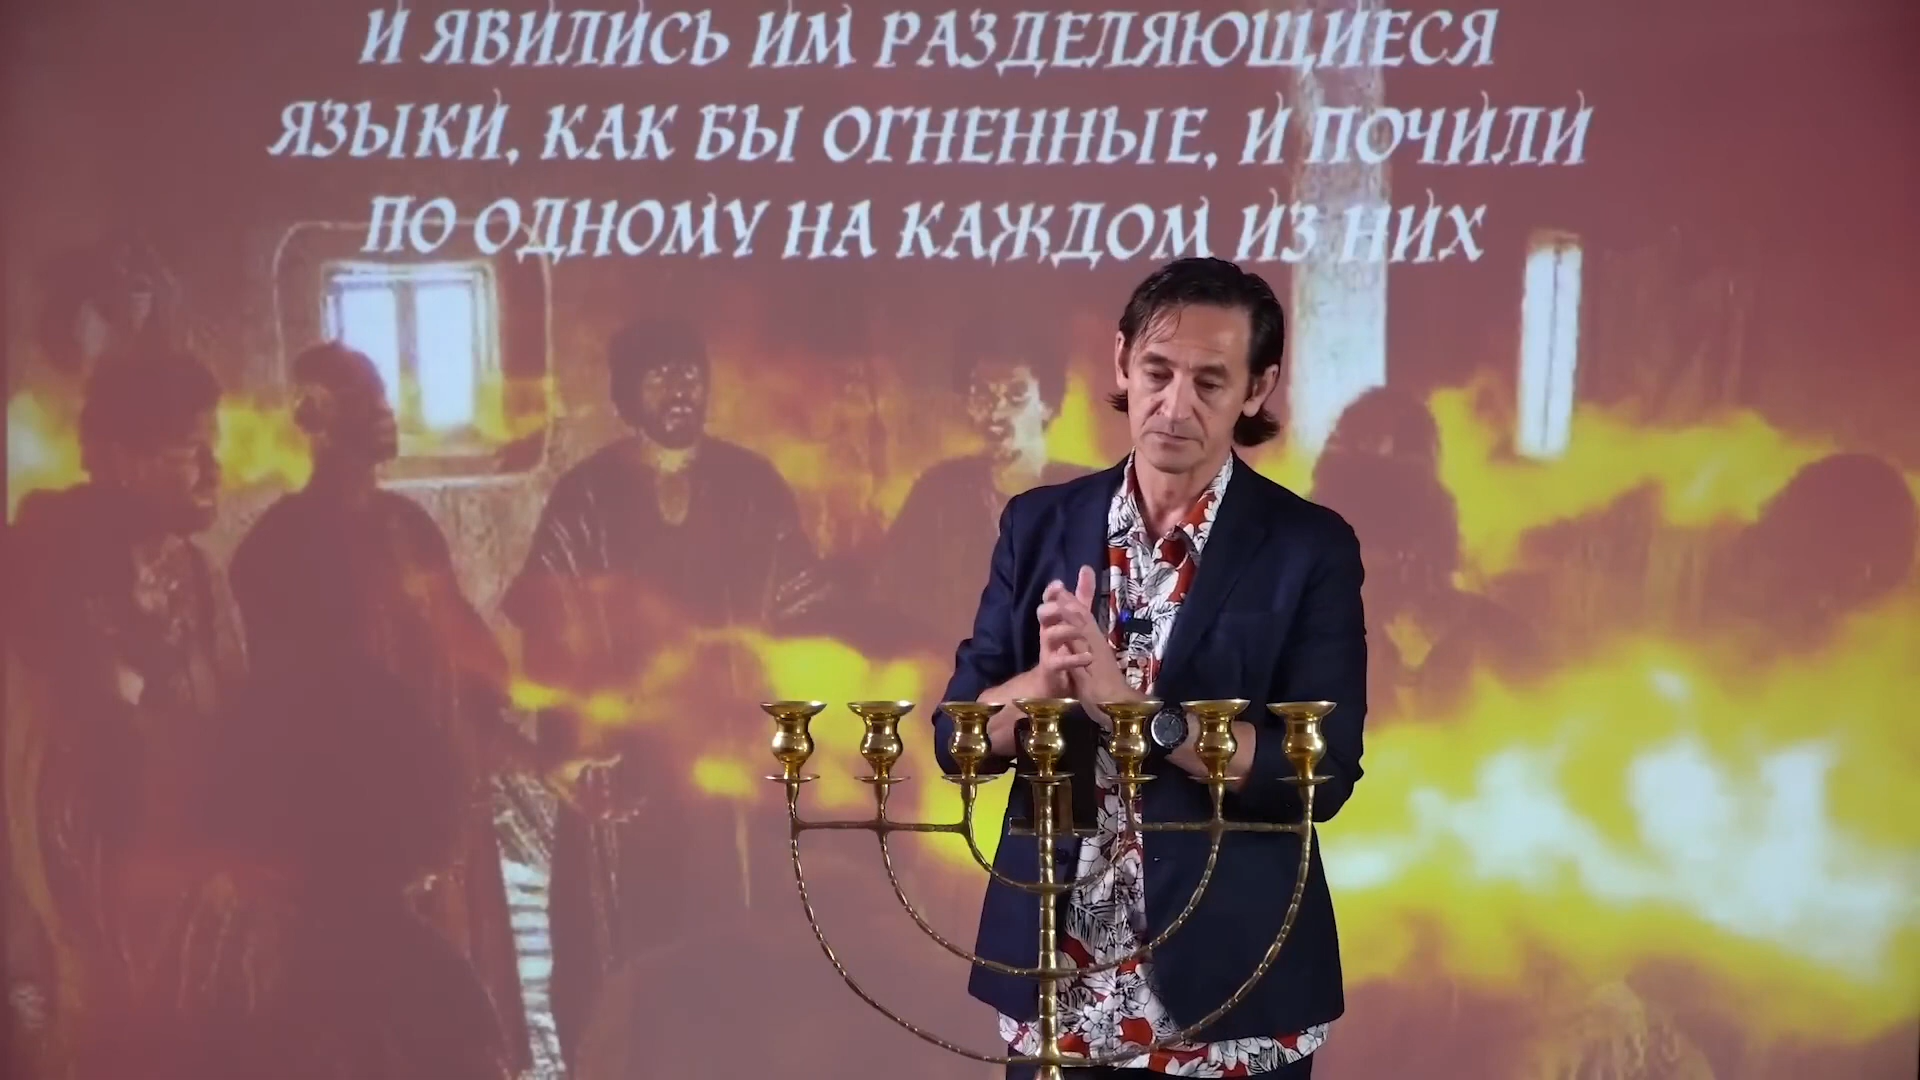 И ЯВИЛИСЬ ИМ РАЗДЕЛЯЮЩИЕСЯ
ЯЗЫКИ, КАК БЫ ОГНЕННЫЕ, И ПОЧИЛИ
ПО ОДНОМУ НА КАЖДОМ ИЗ НИХ